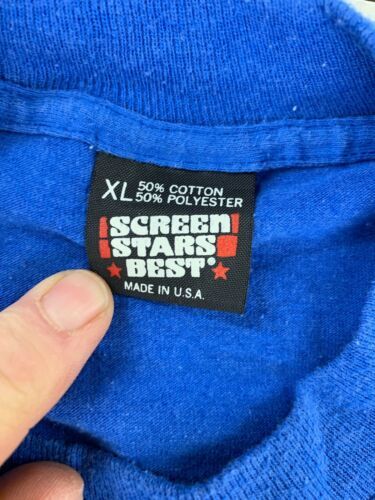 XL 50% COTTON
50% POLYESTER
SCREEN
STARS
BEST
MADE IN U.S.A.